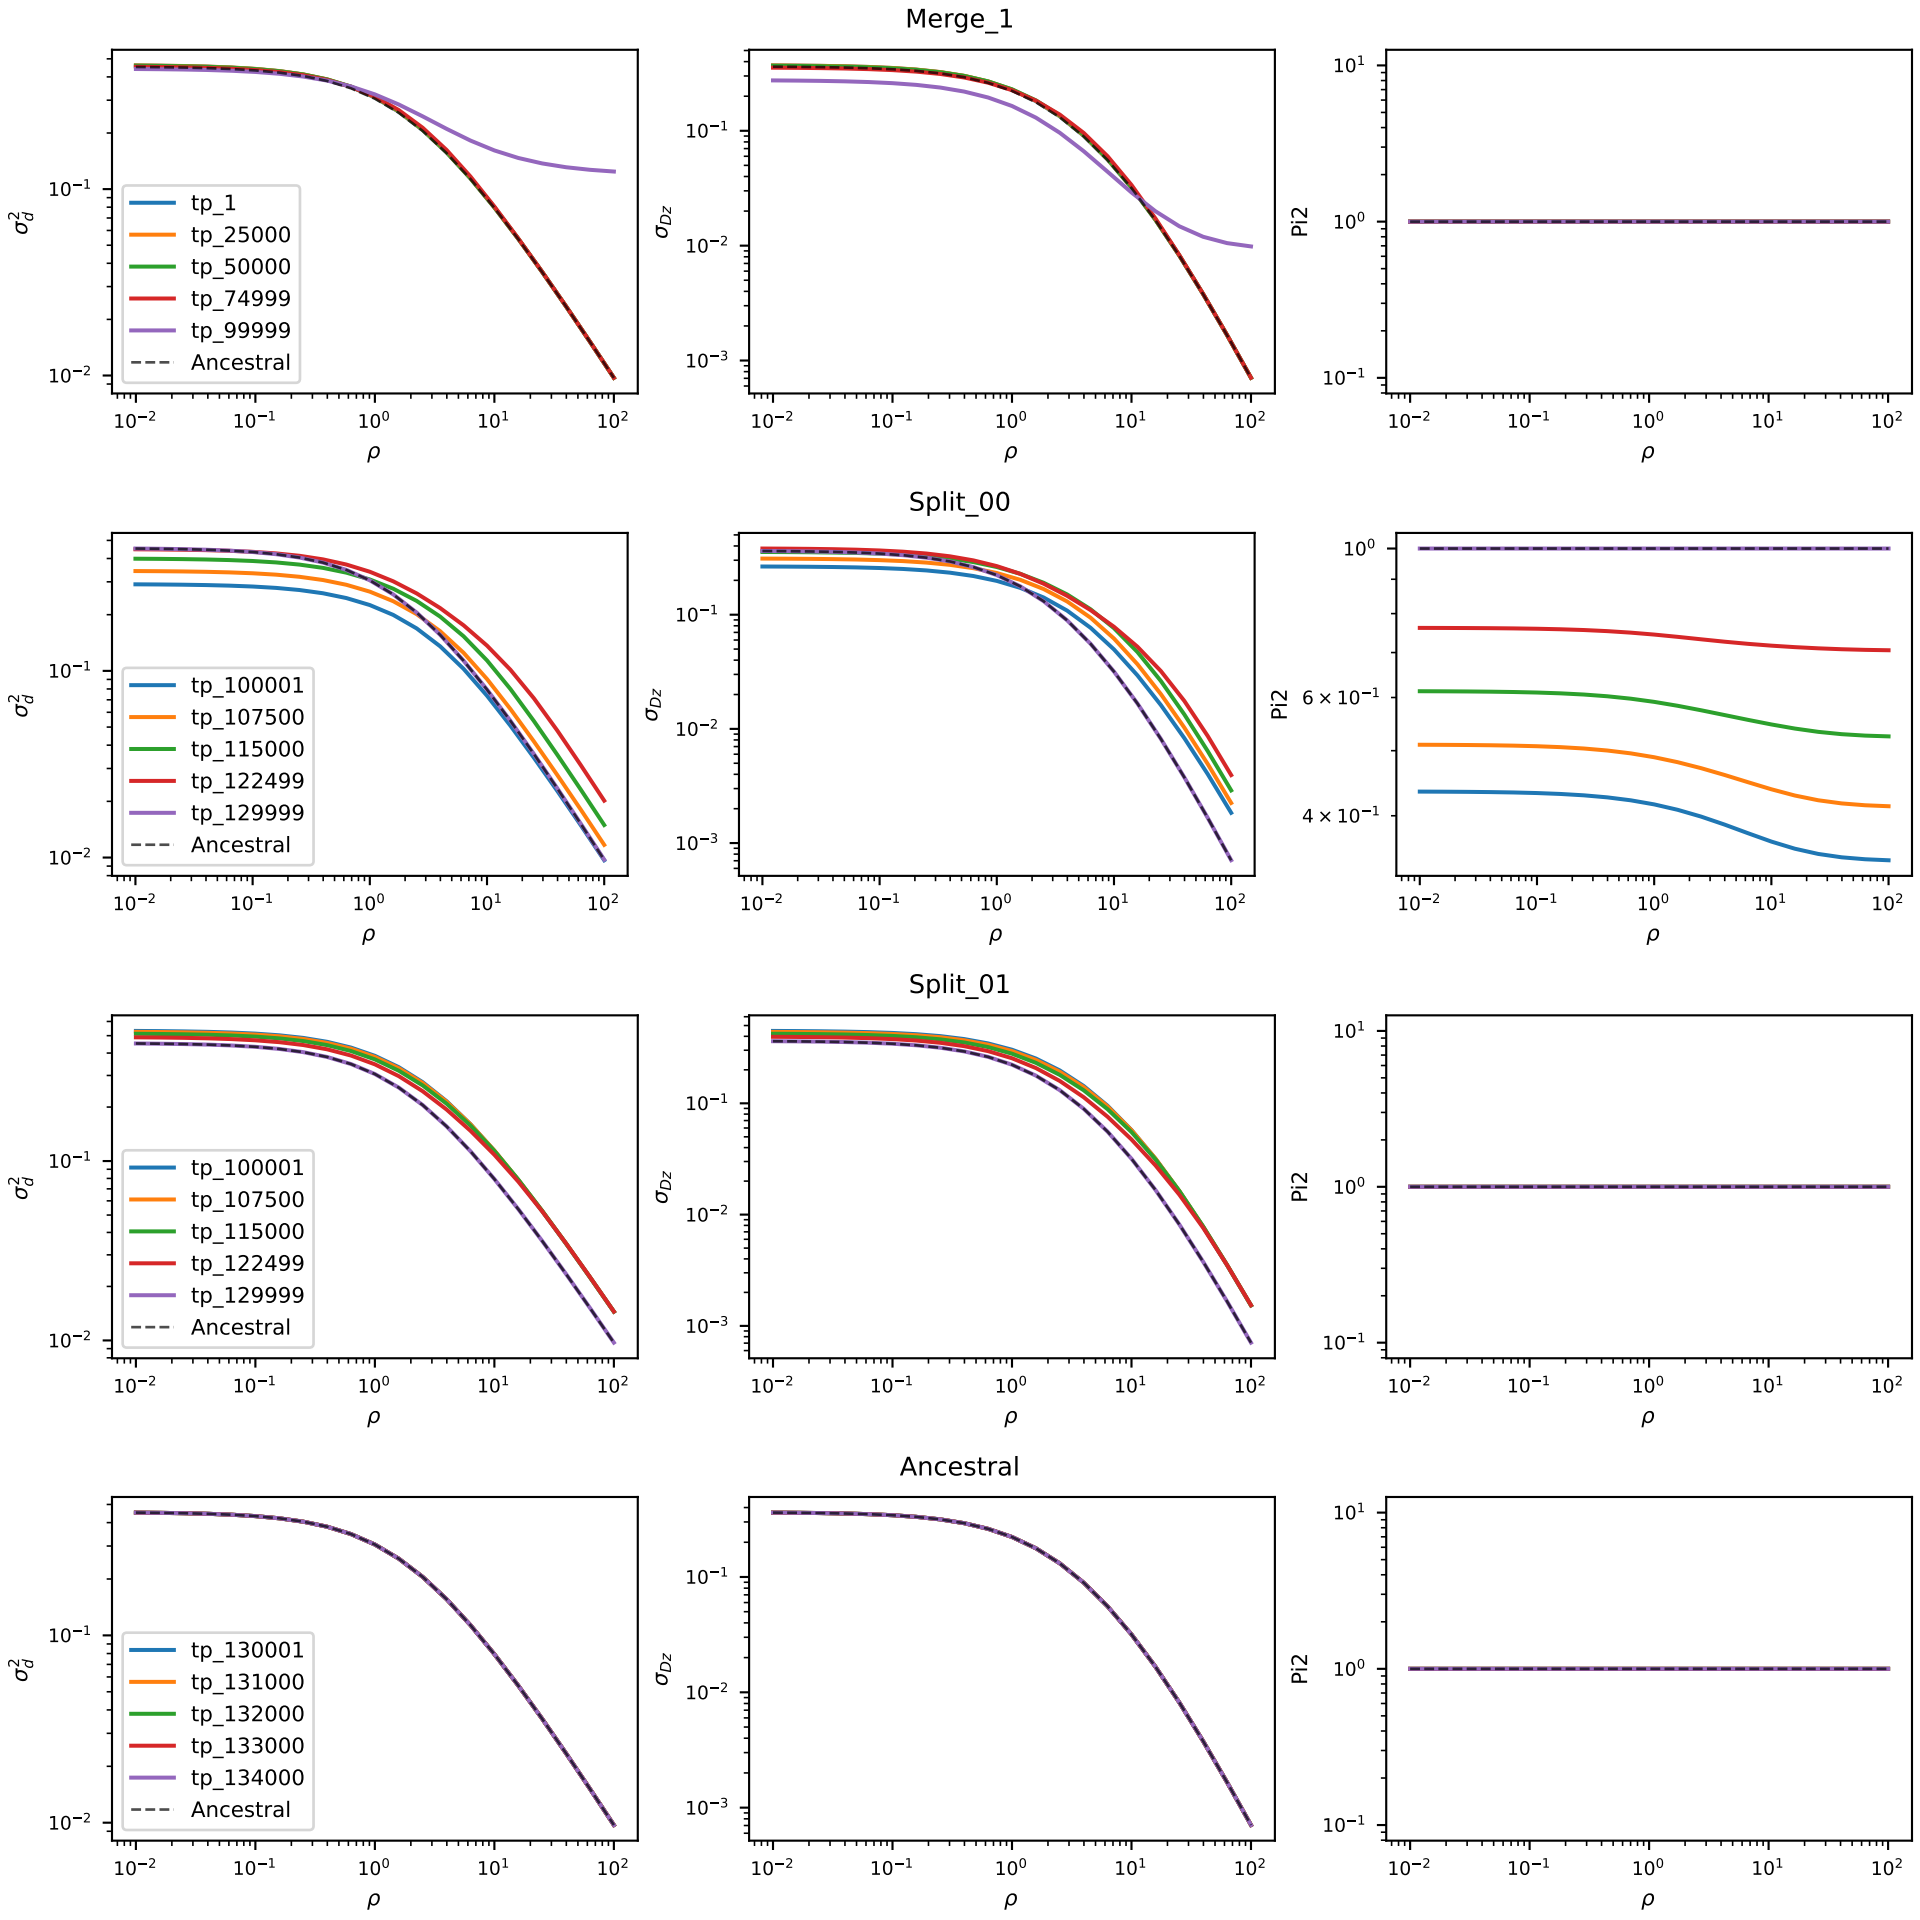 Merge_1
σ²d
10⁻¹
10⁻²
tp_1
tp_25000
tp_50000
tp_74999
tp_99999
Ancestral
10⁻² 10⁻¹ 10⁰ 10¹ 10²
ρ
σDz
10⁻¹
10⁻²
10⁻³
10⁻² 10⁻¹ 10⁰ 10¹ 10²
ρ
Pi2
10¹
10⁰
10⁻¹
10⁻² 10⁻¹ 10⁰ 10¹ 10²
ρ
Split_00
σ²d
10⁻¹
10⁻²
tp_100001
tp_107500
tp_115000
tp_122499
tp_129999
Ancestral
10⁻² 10⁻¹ 10⁰ 10¹ 10²
ρ
σDz
10⁻¹
10⁻²
10⁻³
10⁻² 10⁻¹ 10⁰ 10¹ 10²
ρ
Pi2
10⁰
6 × 10⁻¹
4 × 10⁻¹
10⁻² 10⁻¹ 10⁰ 10¹ 10²
ρ
Split_01
σ²d
10⁻¹
10⁻²
tp_100001
tp_107500
tp_115000
tp_122499
tp_129999
Ancestral
10⁻² 10⁻¹ 10⁰ 10¹ 10²
ρ
σDz
10⁻¹
10⁻²
10⁻³
10⁻² 10⁻¹ 10⁰ 10¹ 10²
ρ
Pi2
10¹
10⁰
10⁻¹
10⁻² 10⁻¹ 10⁰ 10¹ 10²
ρ
Ancestral
σ²d
10⁻¹
10⁻²
tp_130001
tp_131000
tp_132000
tp_133000
tp_134000
Ancestral
10⁻² 10⁻¹ 10⁰ 10¹ 10²
ρ
σDz
10⁻¹
10⁻²
10⁻³
10⁻² 10⁻¹ 10⁰ 10¹ 10²
ρ
Pi2
10¹
10⁰
10⁻¹
10⁻² 10⁻¹ 10⁰ 10¹ 10²
ρ